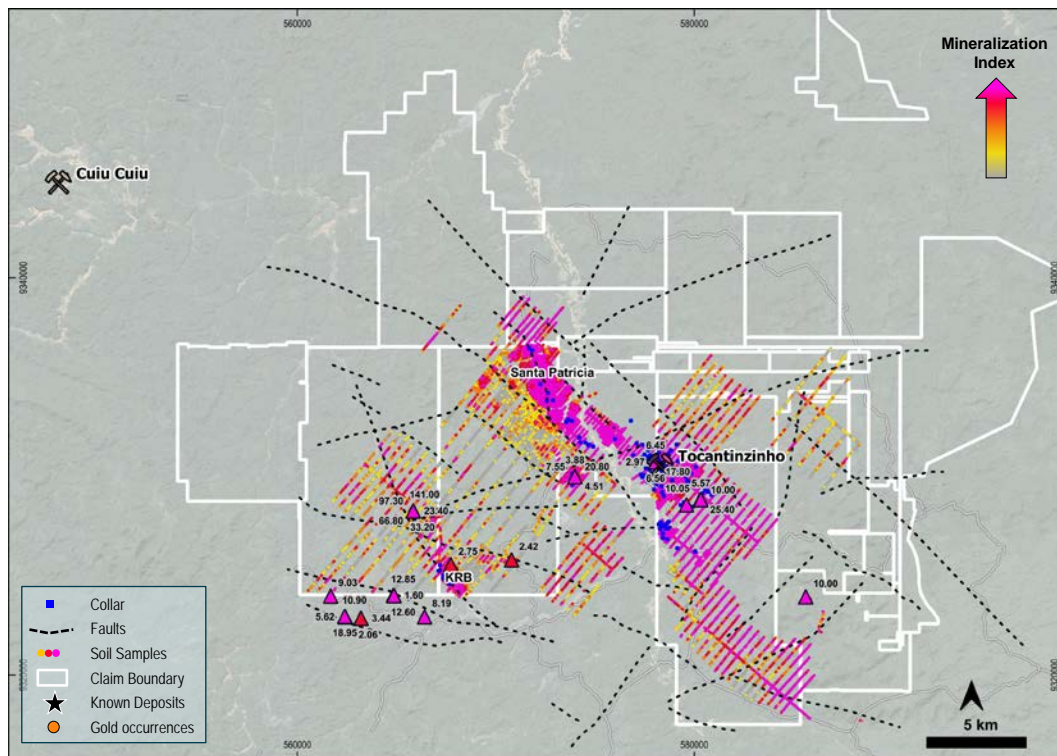 560000
580000
Mineralization
Index
Cuiu Cuiu
9340000
9340000
Santa Patricia
6.45
Tocantinzinho
2.97
17.80
3.88
7.55
20.80
6.56
5.57
4.51
10.05
10.00
25.40
141.00
97.30
23.40
66.80
33.20
2.75
2.42
KRB
9.03
12.85
10.90
1.60
8.19
10.00
5.62
3.44
12.60
18.95
2.06
Collar
Faults
Soil Samples
Claim Boundary
Known Deposits
Gold occurrences
9320000
5 km
560000
580000